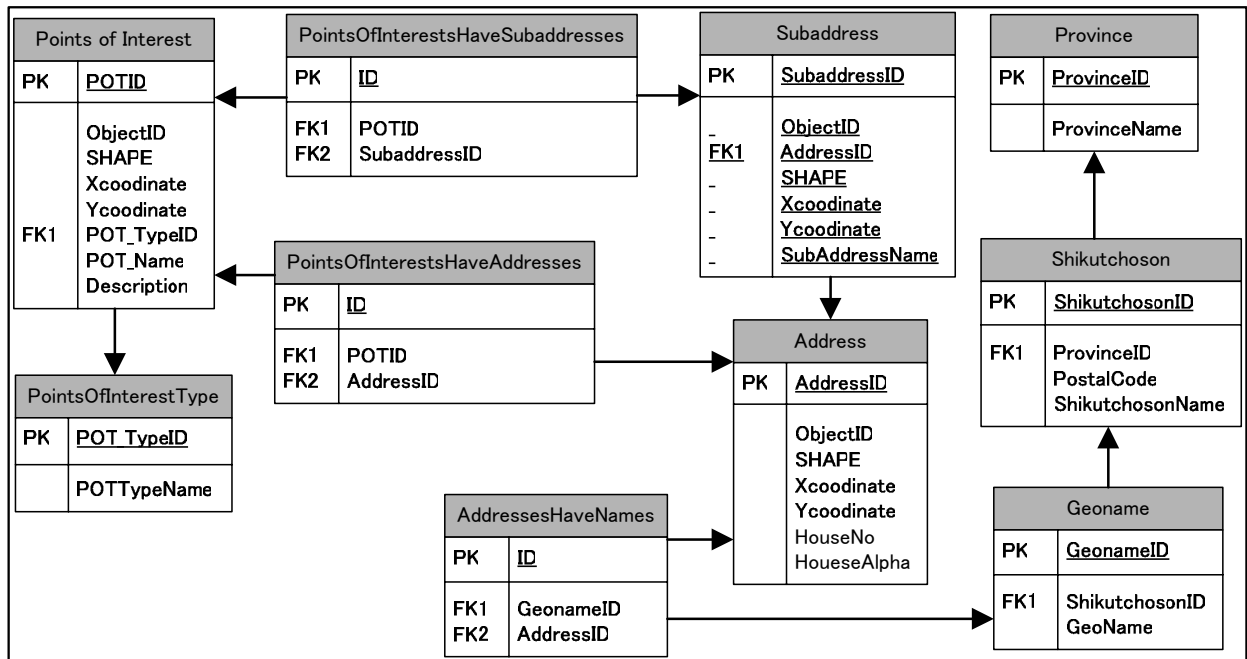 Points of Interest
PK POTID
ObjectID
SHAPE
Xcoodinate
Ycoodinate
FK1 POT_TypeID
POT_Name
Description
PointsOfInterestsHaveSubaddresses
PK ID
FK1 POTID
FK2 SubaddressID
Subaddress
PK SubaddressID
_ ObjectID
FK1 AddressID
_ SHAPE
_ Xcoodinate
_ Ycoodinate
_ SubAddressName
Province
PK ProvinceID
ProvinceName
PointsOfInterestsHaveAddresses
PK ID
FK1 POTID
FK2 AddressID
Shikutchoson
PK ShikutchosonID
FK1 ProvinceID
PostalCode
ShikutchosonName
PointsOfInterestType
PK POT_TypeID
POTTypeName
Address
PK AddressID
ObjectID
SHAPE
Xcoodinate
Ycoodinate
HouseNo
HoueseAlpha
AddressesHaveNames
PK ID
FK1 GeonameID
FK2 AddressID
Geoname
PK GeonameID
FK1 ShikutchosonID
GeoName